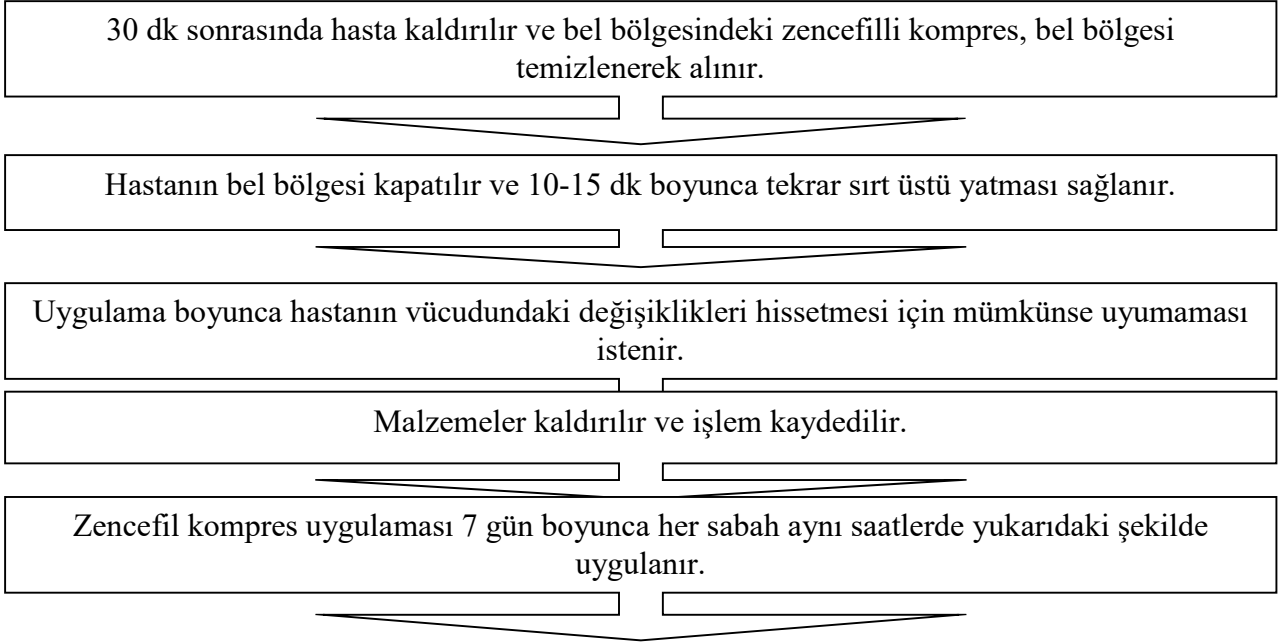 30 dk sonrasında hasta kaldırılır ve bel bölgesindeki zencefilli kompres, bel bölgesi
temizlenerek alınır.
Hastanın bel bölgesi kapatılır ve 10-15 dk boyunca tekrar sırt üstü yatması sağlanır.
Uygulama boyunca hastanın vücudundaki değişiklikleri hissetmesi için mümkünse uyumaması
istenir.
Malzemeler kaldırılır ve işlem kaydedilir.
Zencefil kompres uygulaması 7 gün boyunca her sabah aynı saatlerde yukarıdaki şekilde
uygulanır.